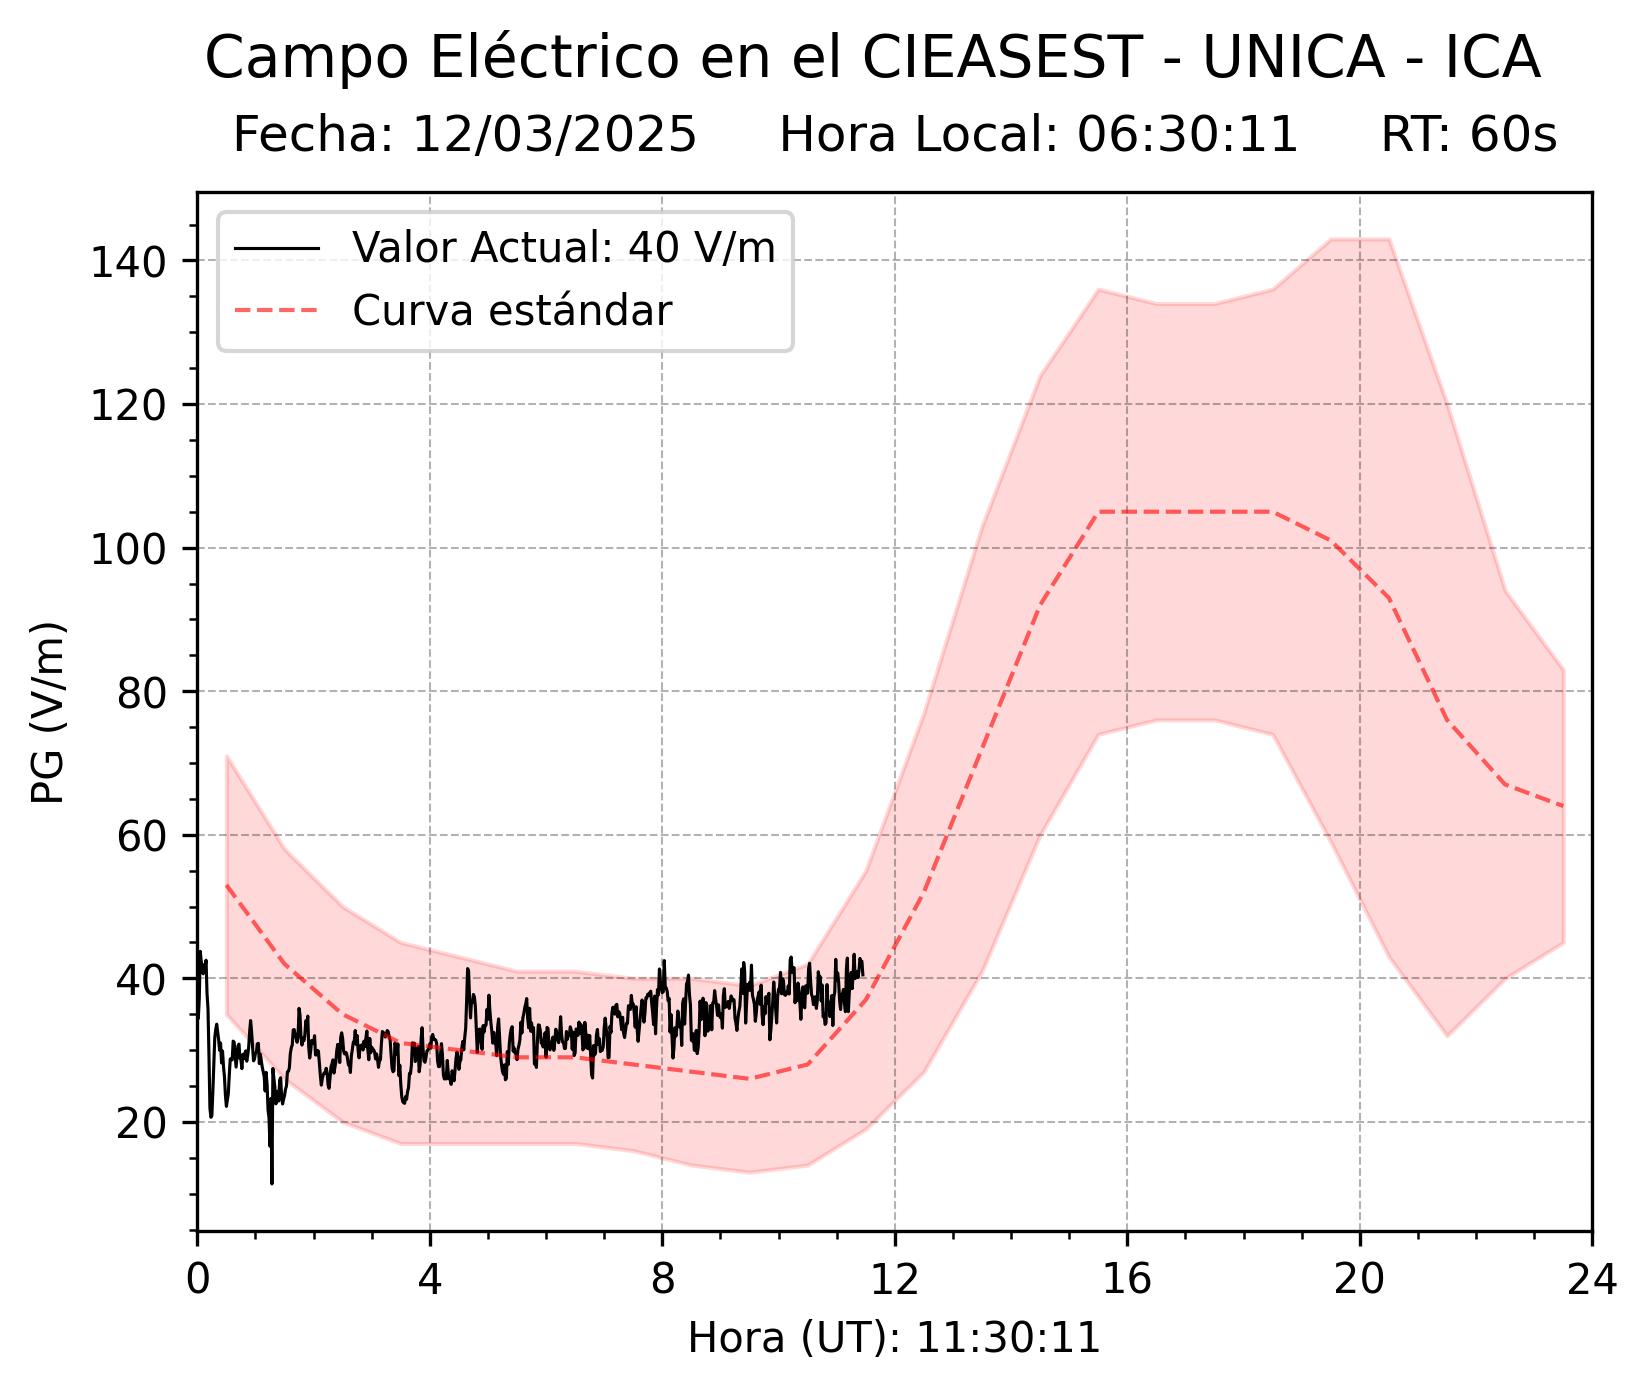 Campo Eléctrico en el CIEASEST - UNICA - ICA
Fecha: 12/03/2025 Hora Local: 06:30:11 RT: 60s
Valor Actual: 40 V/m
Curva estándar
140
120
100
80
60
40
20
PG (V/m)
0 4 8 12 16 20 24
Hora (UT): 11:30:11